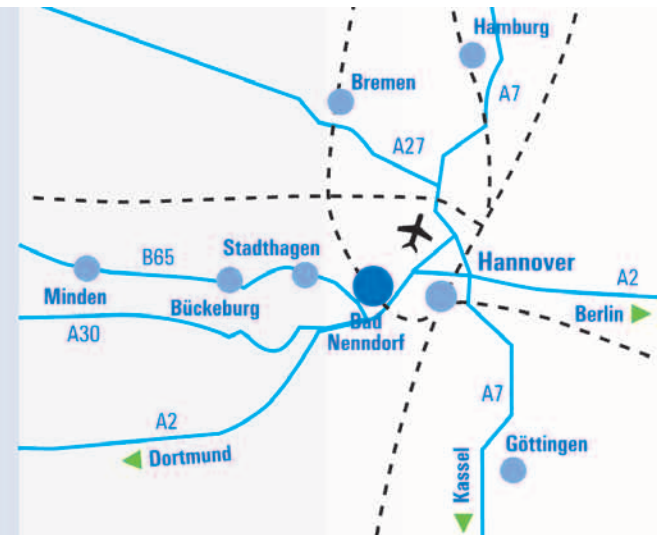 Hamburg
Bremen
A7
A27
Stadthagen
B65
Hannover
A2
Minden
Bückeburg
Berlin
A30
Bad
Nenndorf
A7
A2
Göttingen
Dortmund
Kassel